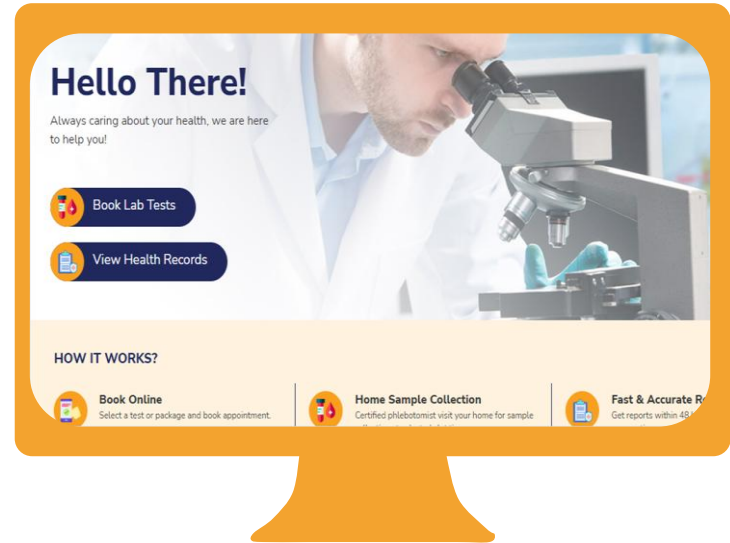 Hello There!
Always caring about your health, we are here
to help you!
Book Lab Tests
View Health Records
HOW IT WORKS?
Book Online
Select a test or package and book appointment.
Home Sample Collection
Certified phlebotomist visit your home for sample
Fast & Accurate
Get reports within 48